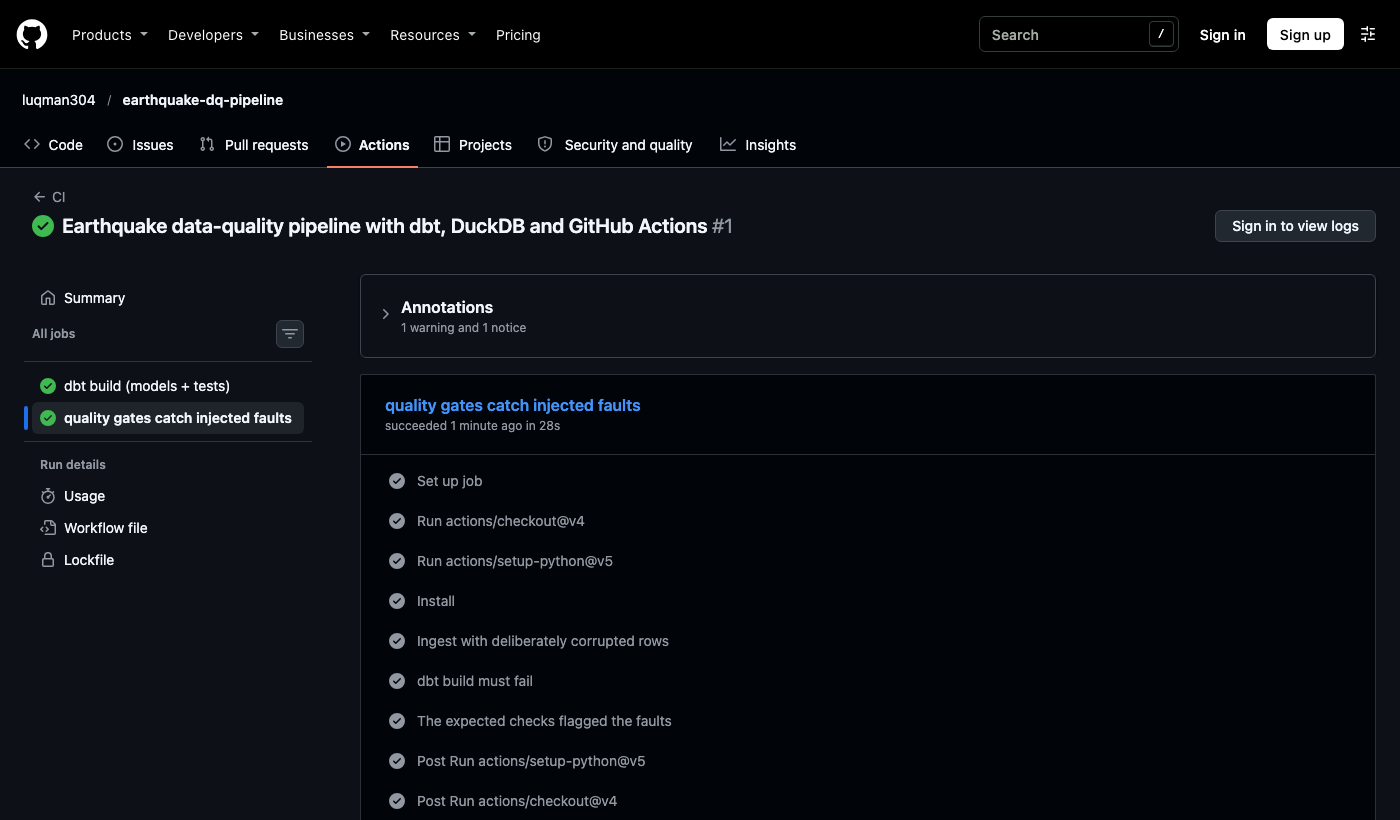 Products Developers Businesses Resources Pricing Search / Sign in Sign up
luqman304 / earthquake-dq-pipeline
Code Issues Pull requests Actions Projects Security and quality Insights
← CI
Earthquake data-quality pipeline with dbt, DuckDB and GitHub Actions #1
Sign in to view logs
Summary
All jobs
dbt build (models + tests)
quality gates catch injected faults
Run details
Usage
Workflow file
Lockfile
Annotations
1 warning and 1 notice
quality gates catch injected faults
succeeded 1 minute ago in 28s
Set up job
Run actions/checkout@v4
Run actions/setup-python@v5
Install
Ingest with deliberately corrupted rows
dbt build must fail
The expected checks flagged the faults
Post Run actions/setup-python@v5
Post Run actions/checkout@v4